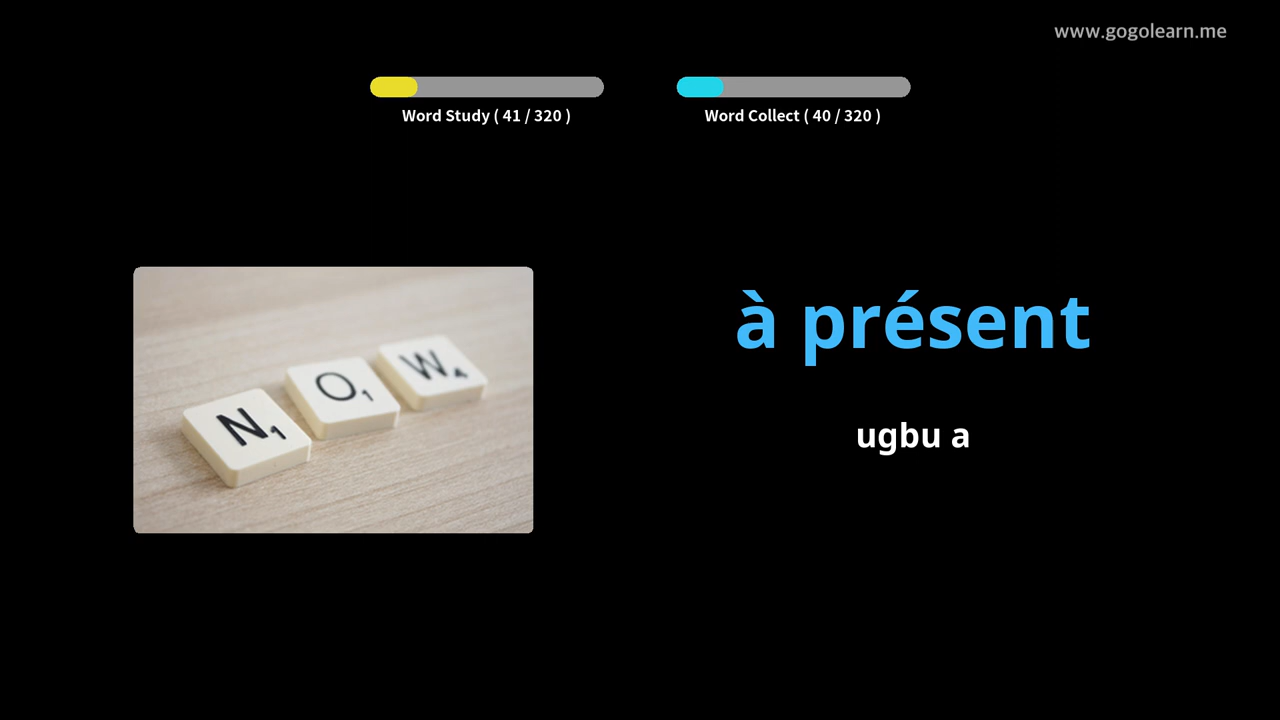 www.gogolearn.me
Word Study ( 41 / 320 )
Word Collect ( 40 / 320 )
N1 O1 W4
à présent
ugbu a